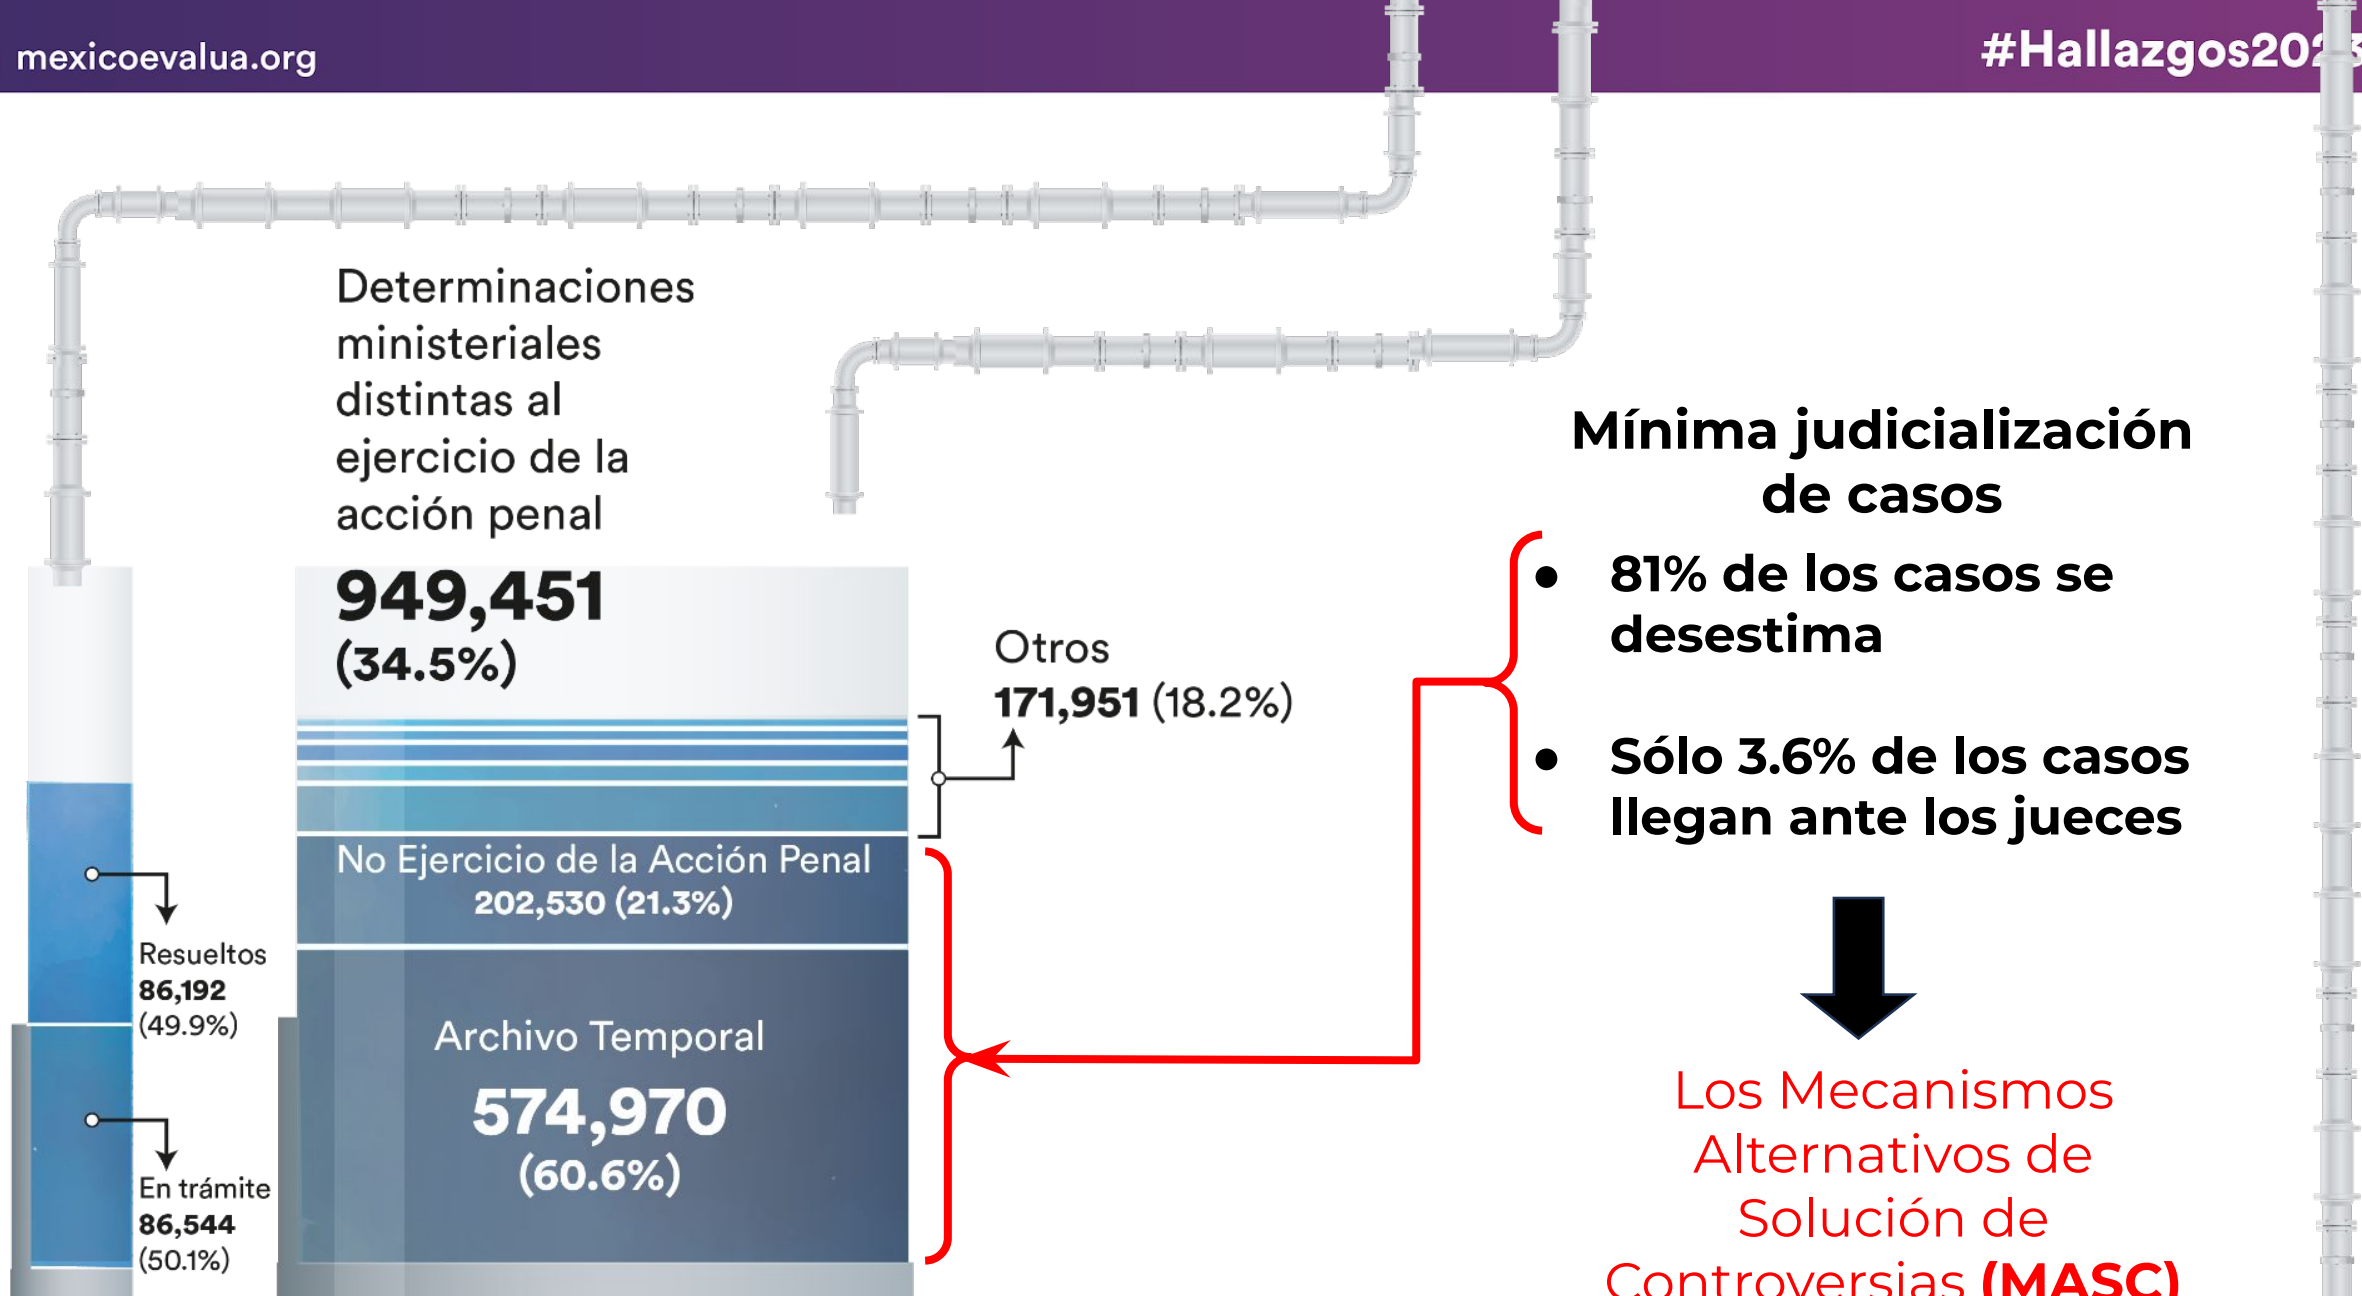 mexicoevalua.org
#Hallazgos2023
Determinaciones
ministeriales
distintas al
ejercicio de la
acción penal
949,451
(34.5%)
Otros
171,951 (18.2%)
No Ejercicio de la Acción Penal
202,530 (21.3%)
Archivo Temporal
574,970
(60.6%)
Resueltos
86,192
(49.9%)
En trámite
86,544
(50.1%)
Mínima judicialización
de casos
● 81% de los casos se
desestima
● Sólo 3.6% de los casos
llegan ante los jueces
Los Mecanismos
Alternativos de
Solución de
Controversias (MASC)